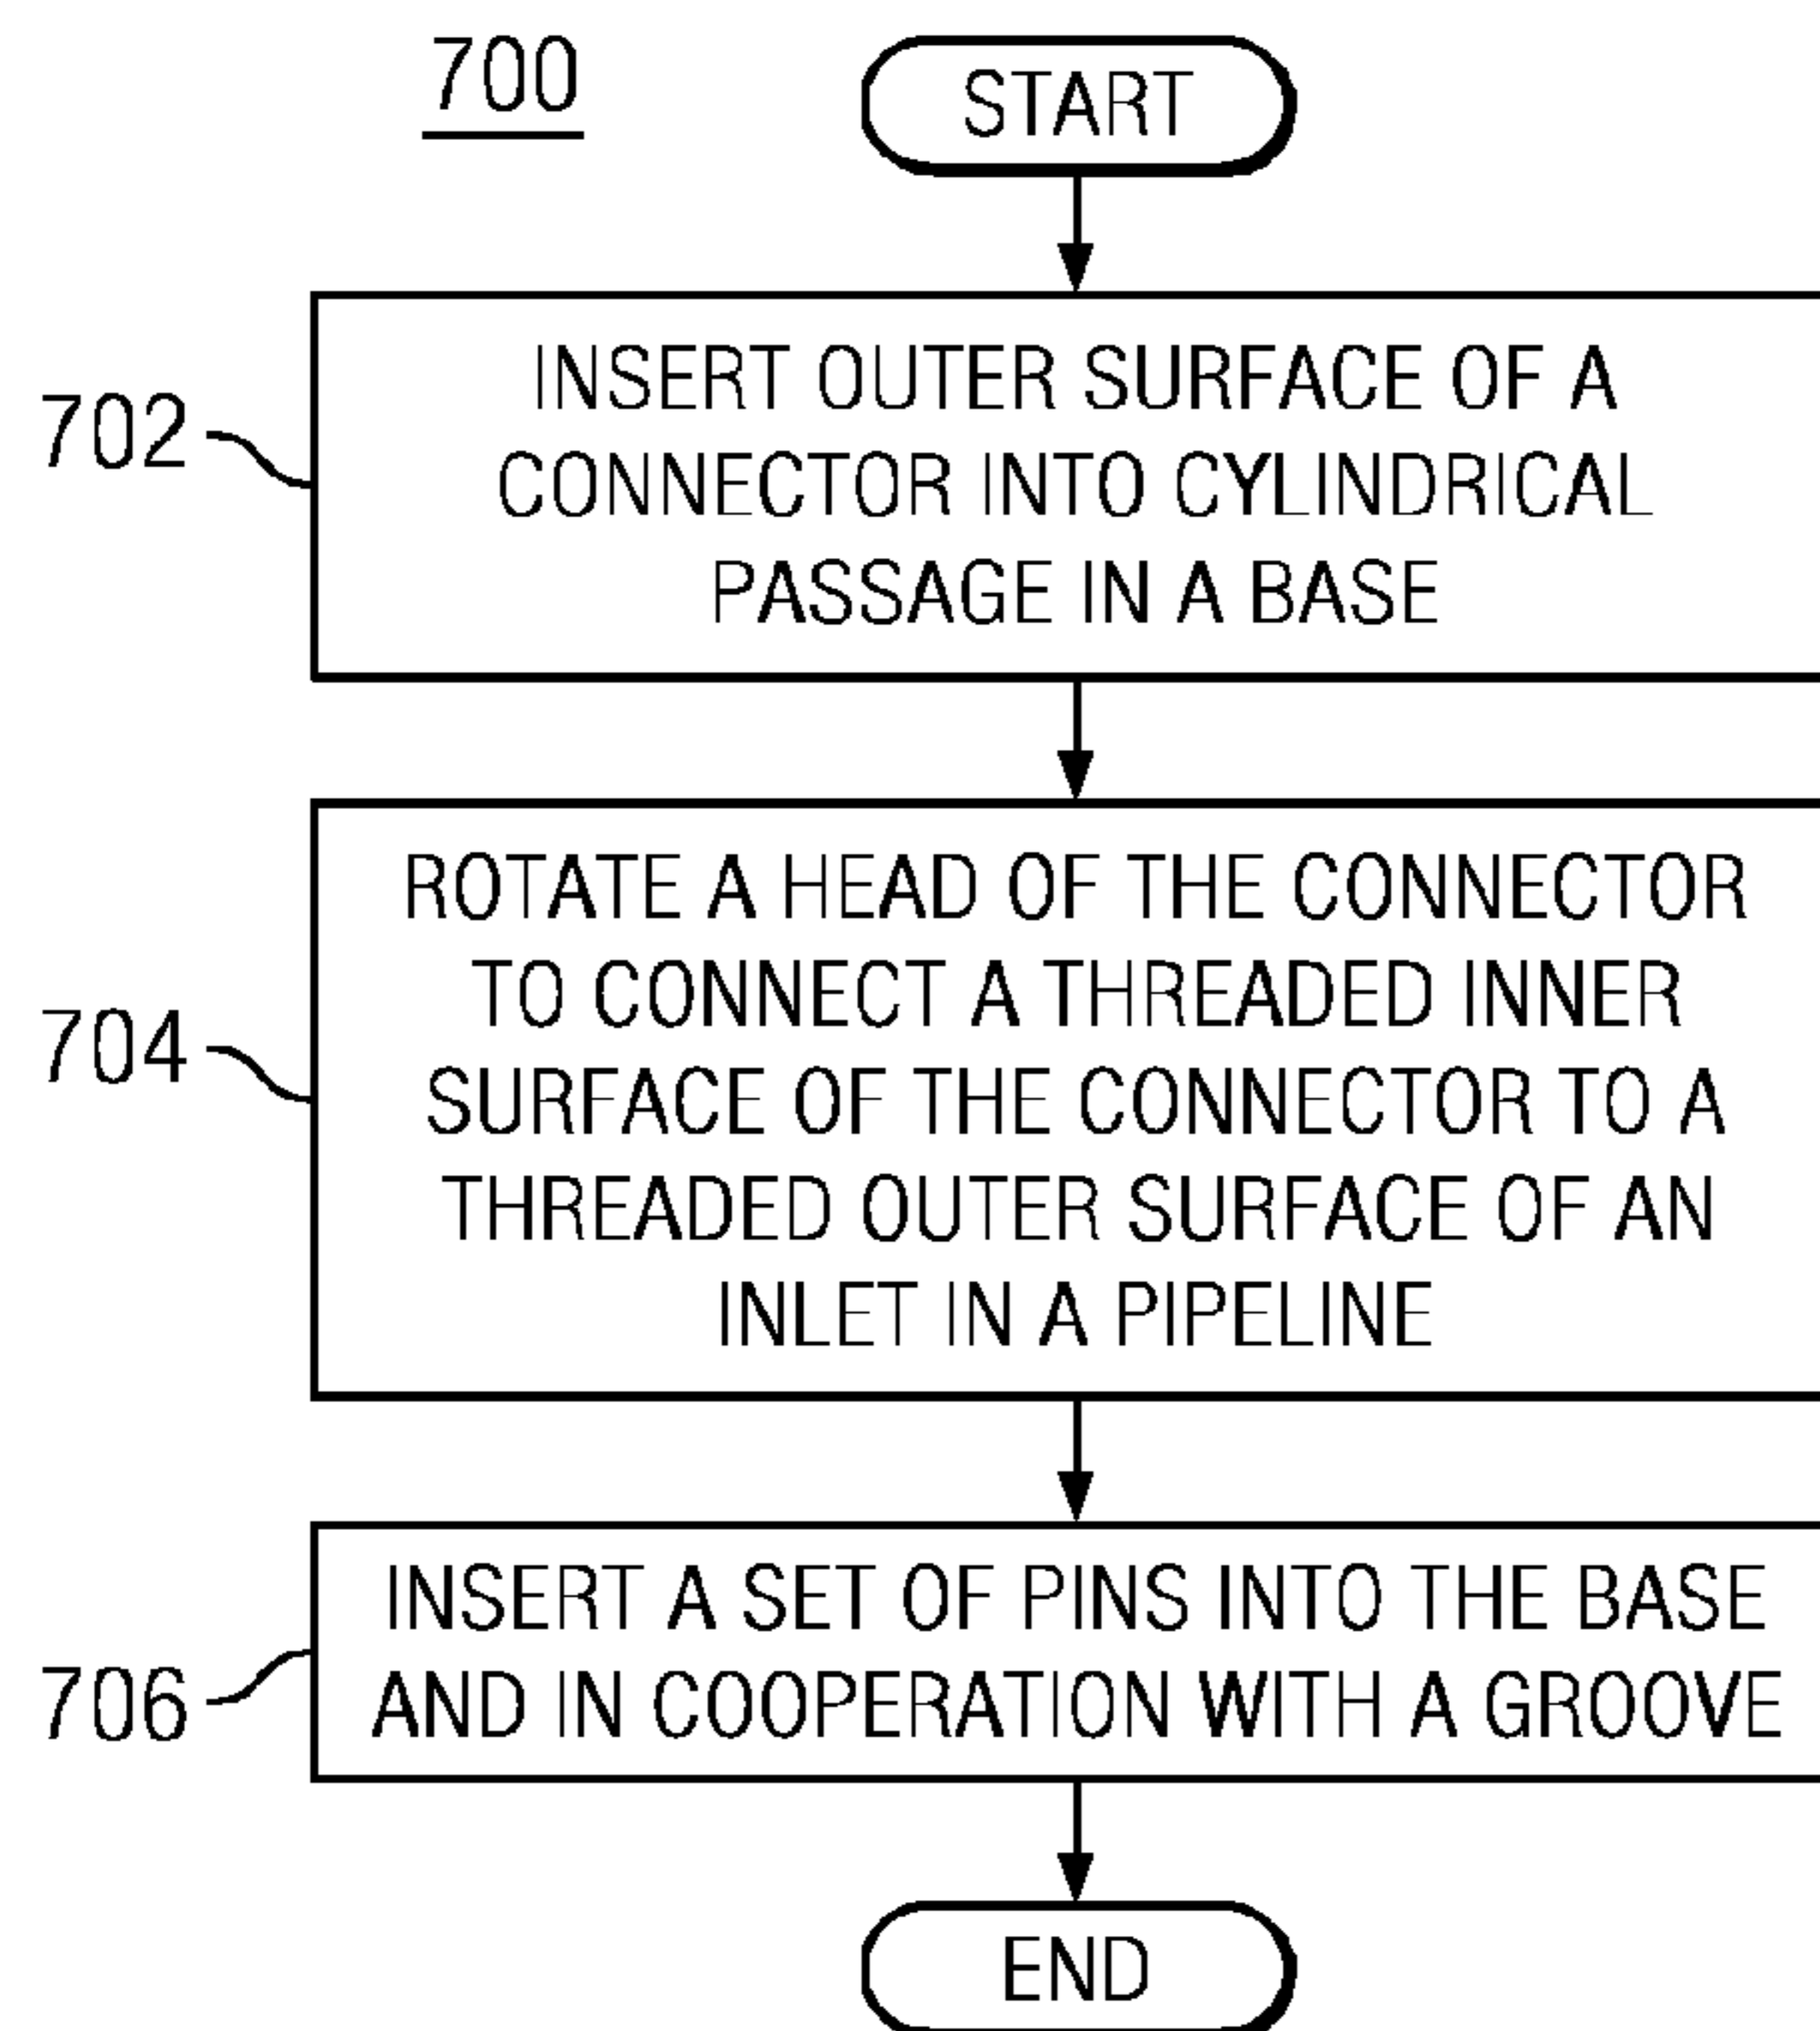 700
START
702
INSERT OUTER SURFACE OF A
CONNECTOR INTO CYLINDRICAL
PASSAGE IN A BASE
704
ROTATE A HEAD OF THE CONNECTOR
TO CONNECT A THREADED INNER
SURFACE OF THE CONNECTOR TO A
THREADED OUTER SURFACE OF AN
INLET IN A PIPELINE
706
INSERT A SET OF PINS INTO THE BASE
AND IN COOPERATION WITH A GROOVE
END